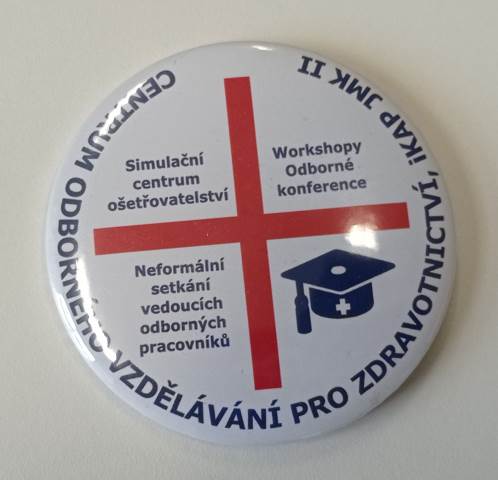 CENTRUM ODBORNÉHO VZDĚLÁVÁNÍ PRO ZDRAVOTNICTVÍ, iKAP JMK II
Simulační
centrum
ošetřovatelství
Workshopy
Odborné
konference
Neformální
setkání
vedoucích
odborných
pracovníků